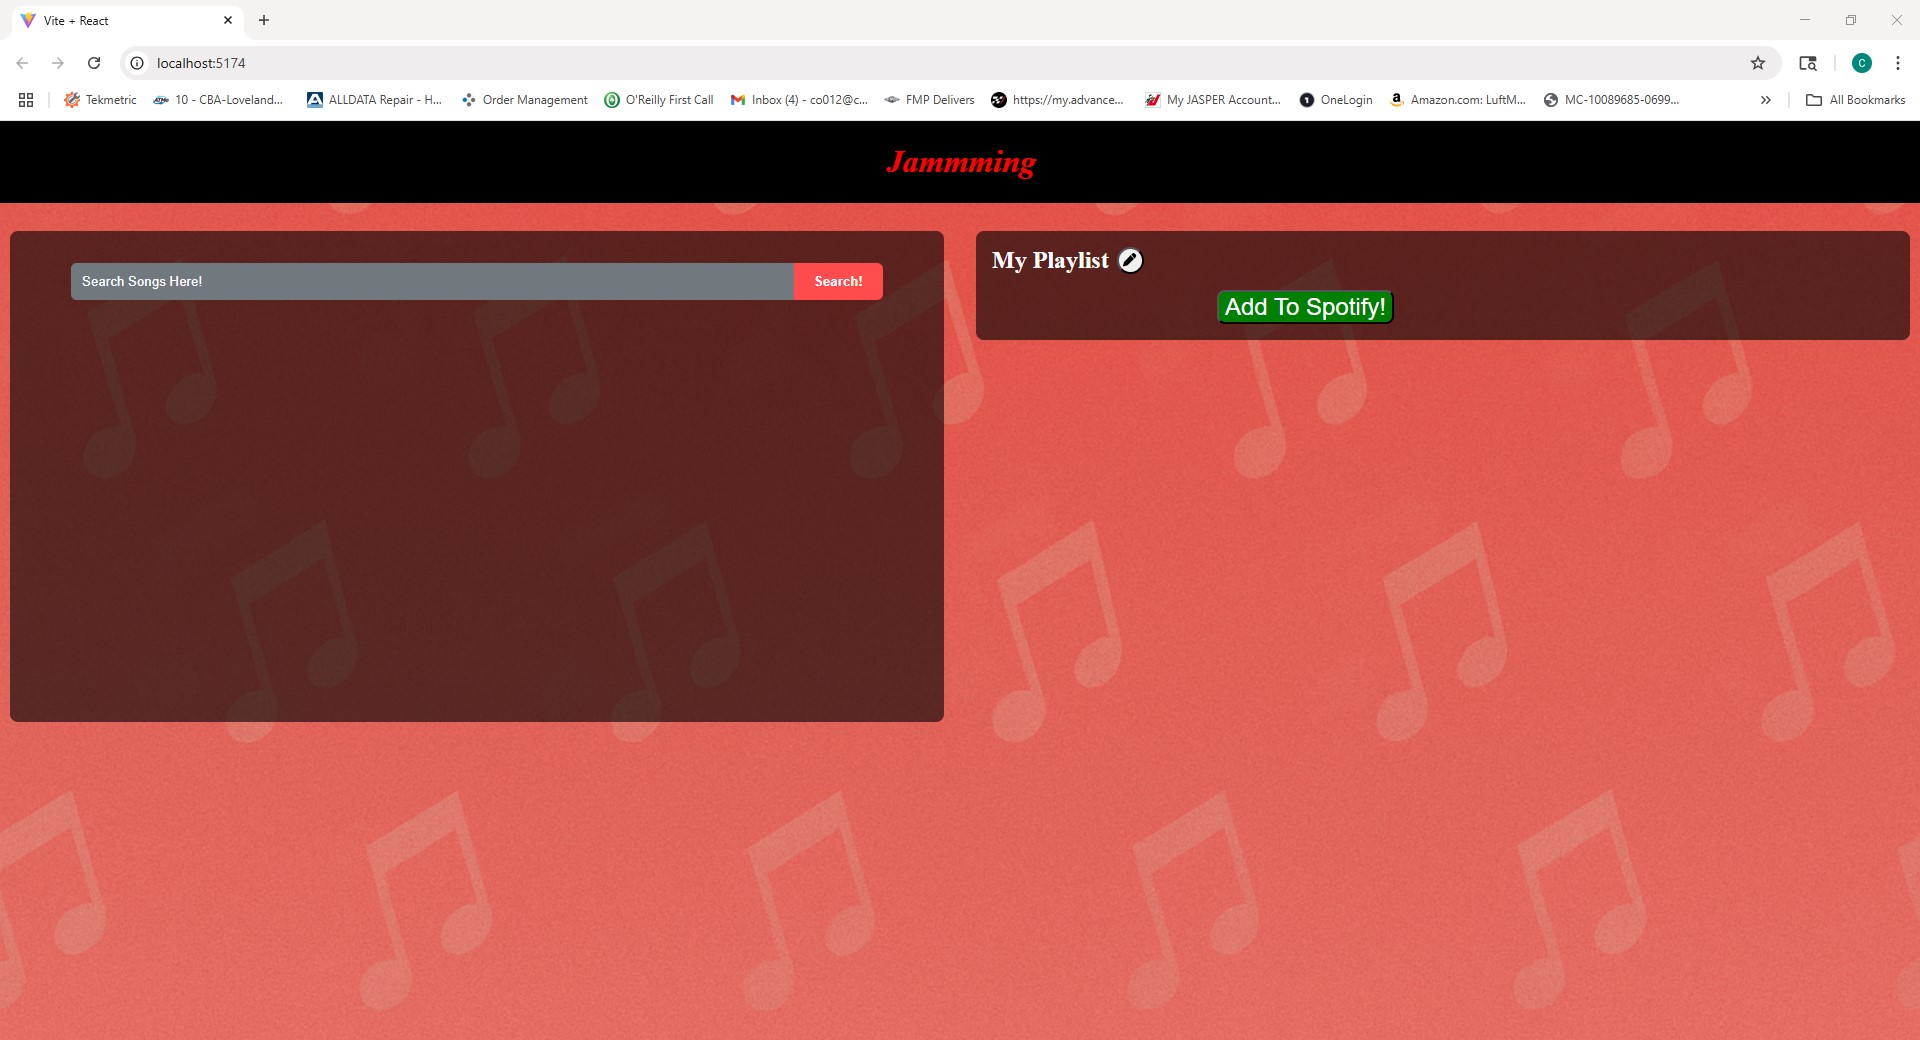 Vite + React
localhost:5174
C
Tekmetric
10 - CBA-Loveland...
ALLDATA Repair - H...
Order Management
O'Reilly First Call
Inbox (4) - co012@c...
FMP Delivers
https://my.advance...
My JASPER Account...
OneLogin
Amazon.com: LuftM...
MC-10089685-0699...
All Bookmarks
Jammming
Search Songs Here!
Search!
My Playlist
Add To Spotify!